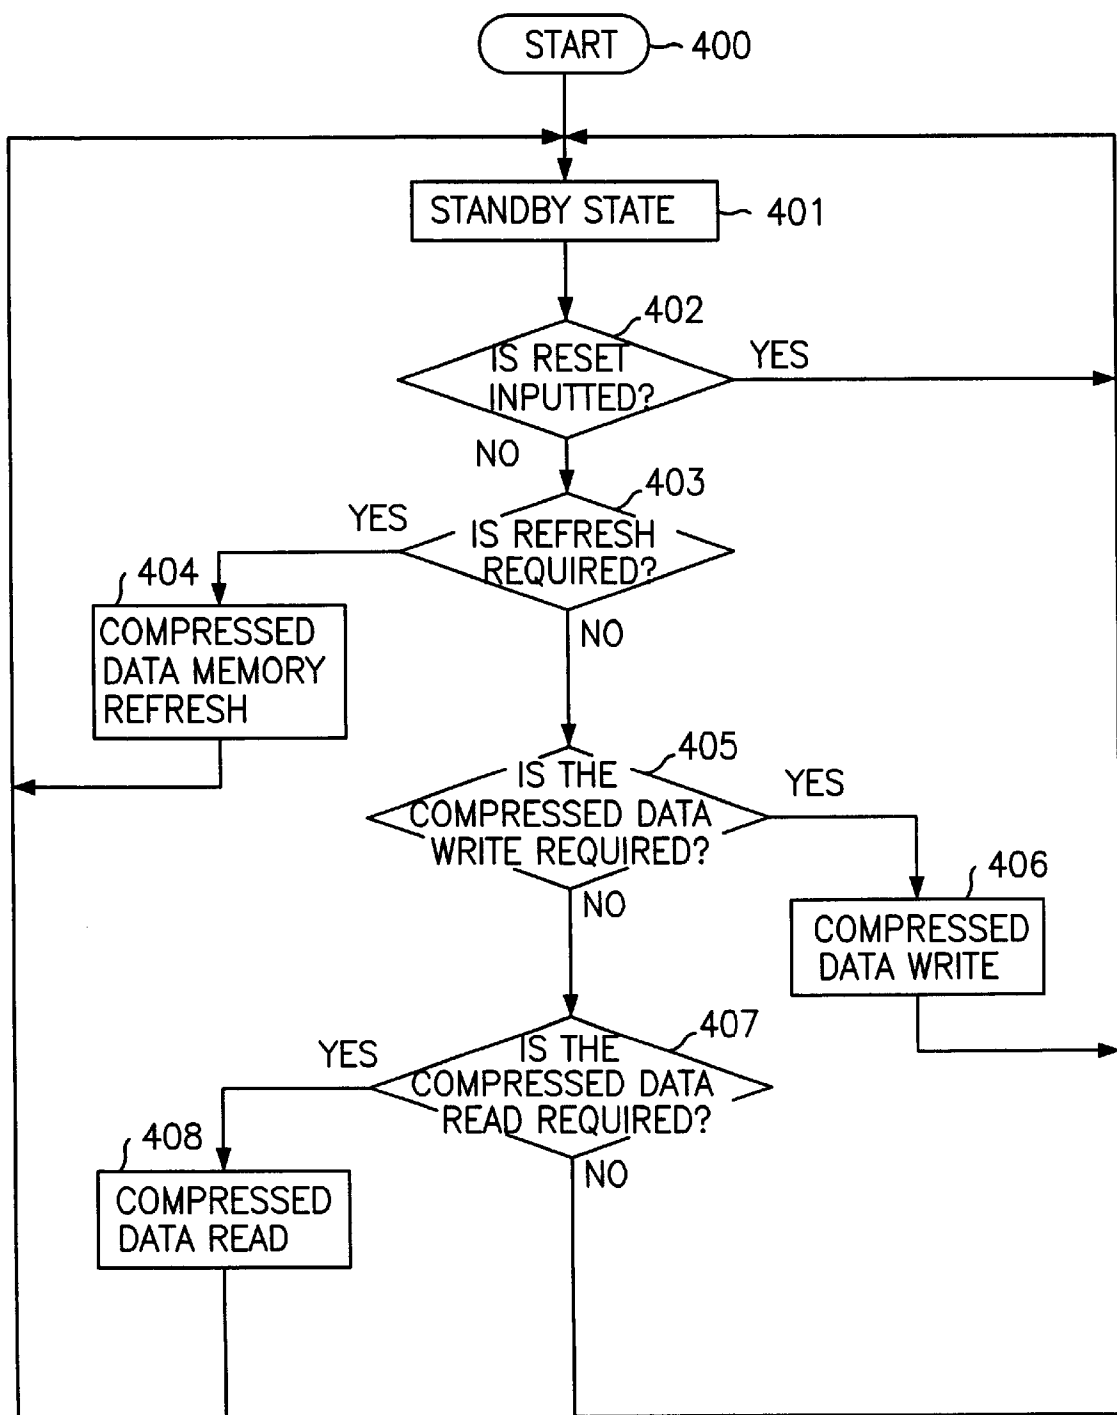 START
400
STANDBY STATE
401
402
IS RESET
INPUTTED?
YES
NO
403
YES
IS REFRESH
REQUIRED?
404
COMPRESSED
DATA MEMORY
REFRESH
NO
405
IS THE
COMPRESSED DATA
WRITE REQUIRED?
YES
406
COMPRESSED
DATA WRITE
NO
407
YES
IS THE
COMPRESSED DATA
READ REQUIRED?
408
COMPRESSED
DATA READ
NO